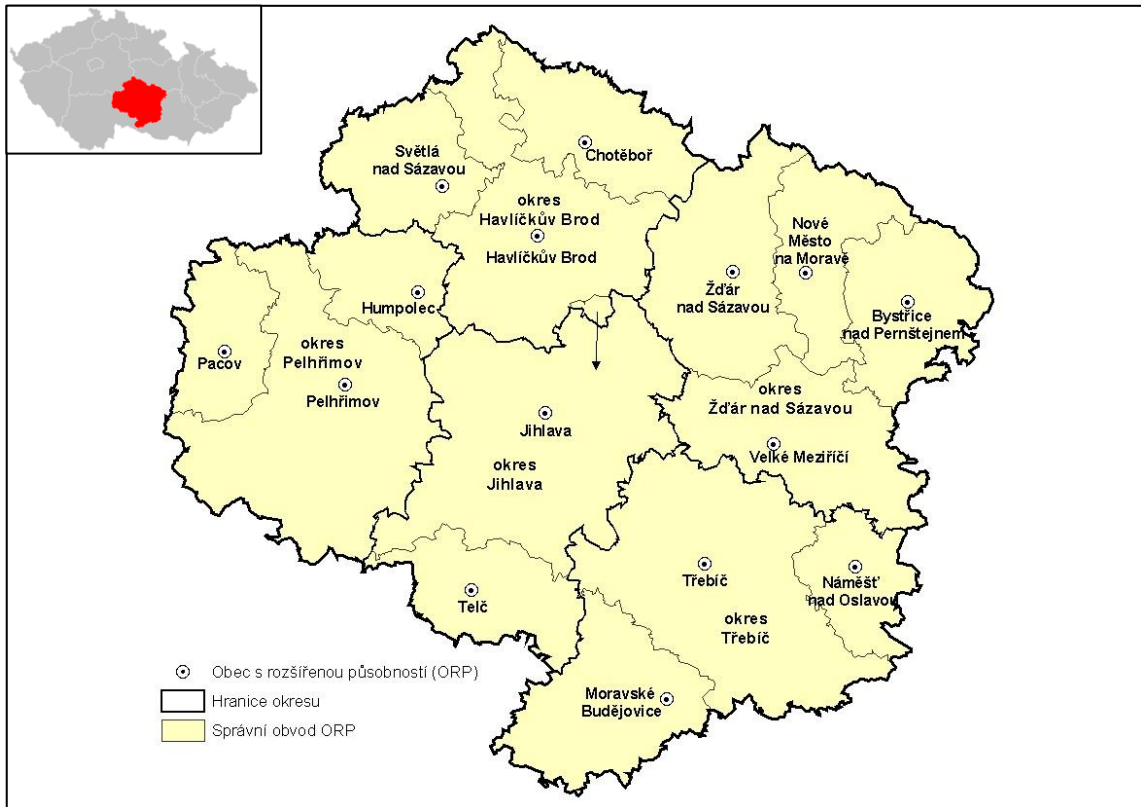 Světlá
nad Sázavou
Chotěboř
okres
Havlíčkův Brod
Havlíčkův Brod
Nové
Město
na Moravě
Žďár
nad Sázavou
Bystřice
nad Pernštejnem
Humpolec
Pacov
okres
Pelhřimov
Pelhřimov
okres
Žďár nad Sázavou
Velké Meziříčí
Jihlava
okres
Jihlava
Třebíč
okres
Třebíč
Náměšť
nad Oslavou
Telč
Moravské
Budějovice
Obec s rozšířenou působností (ORP)
Hranice okresu
Správní obvod ORP